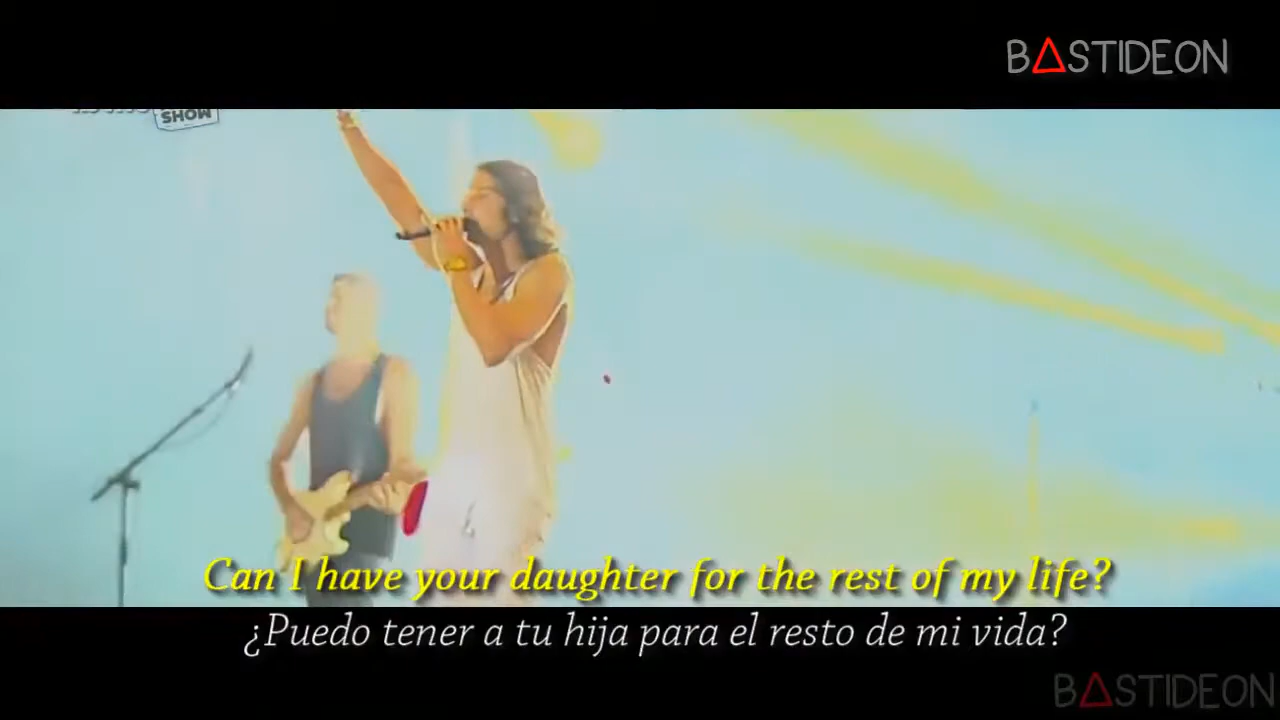 BASTIDEON
SHOW
Can I have your daughter for the rest of my life?
¿Puedo tener a tu hija para el resto de mi vida?
BASTIDEON